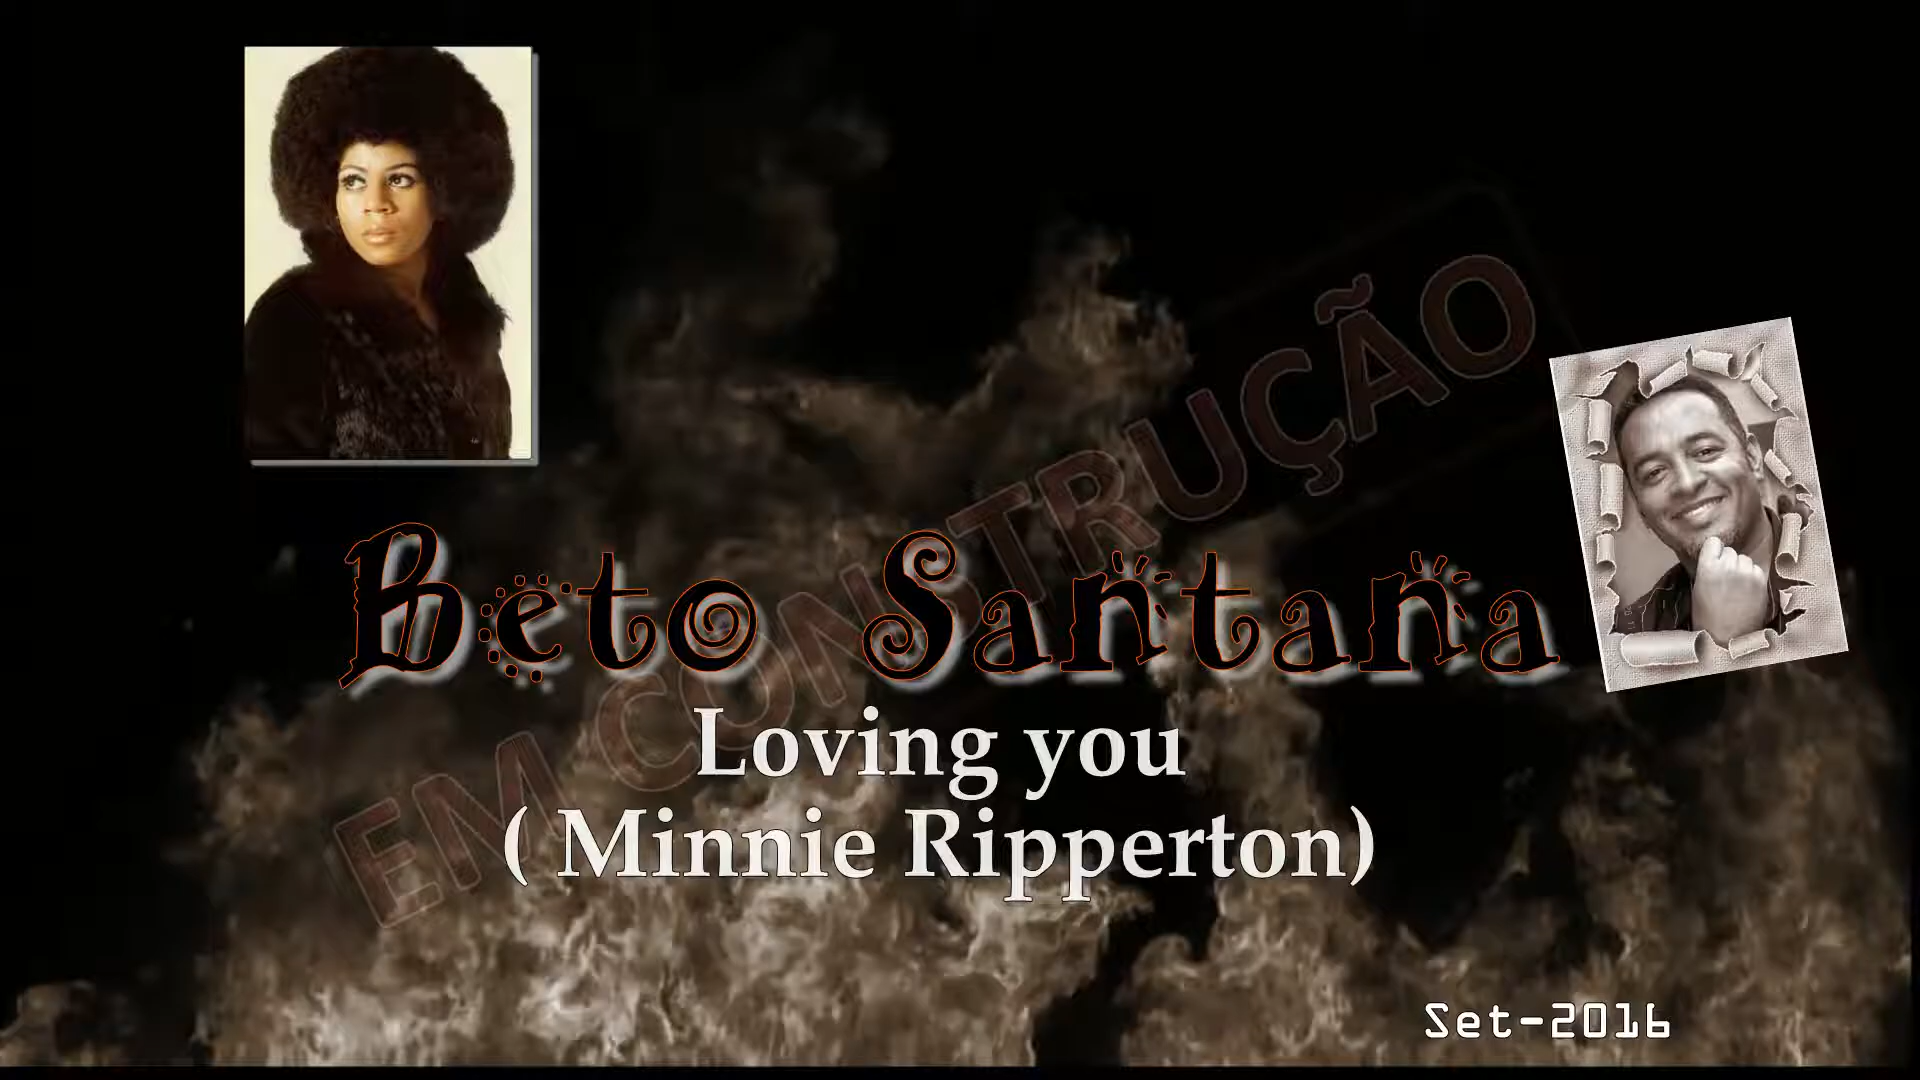 EM CONSTRUÇÃO
Beto Santana
Loving you
( Minnie Ripperton)
Set-2016